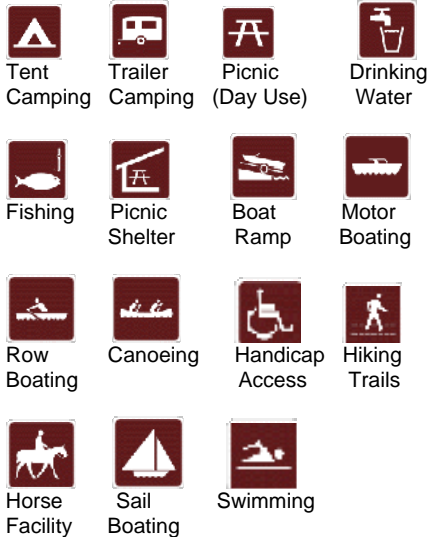 Tent Trailer Picnic Drinking
Camping Camping (Day Use) Water
Fishing Picnic Boat Motor
Shelter Ramp Boating
Row Canoeing Handicap Hiking
Boating Access Trails
Horse Sail Swimming
Facility Boating